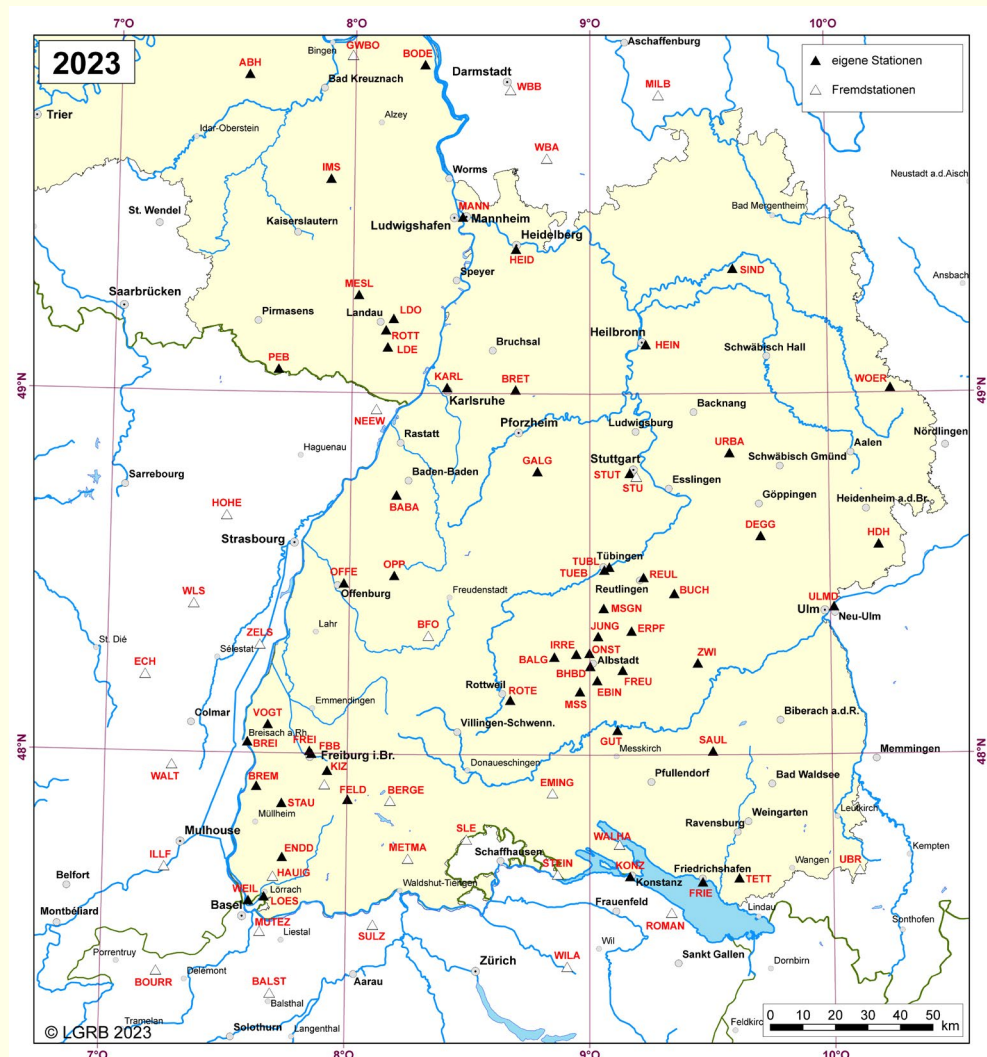 7°O
8°O
9°O
10°O
2023
Bingen
GWBO
BODE
ABH
Bad Kreuznach
Aschaffenburg
Darmstadt
WBB
MILB
eigene Stationen
Fremdstationen
Trier
Idar-Oberstein
Alzey
WBA
IMS
Worms
Neustadt a.d.Aisch
St. Wendel
Kaiserslautern
MANN
Ludwigshafen
Mannheim
Heidelberg
HEID
Bad Mergentheim
SIND
Ansbach
Speyer
Saarbrücken
MESL
LDO
Pirmasens
Landau
ROTT
LDE
Bruchsal
Heilbronn
HEIN
Schwäbisch Hall
PEB
49°N
KARL
Karlsruhe
BRET
WOER
49°N
NEEW
Backnang
Rastatt
Pforzheim
Ludwigsburg
Nördlingen
Haguenau
URBA
Aalen
Sarrebourg
Baden-Baden
GALG
Stuttgart
STUT
STU
Esslingen
Schwäbisch Gmünd
HOHE
BABA
Göppingen
Heidenheim a.d.Br.
DEGG
HDH
Strasbourg
OFFE
Offenburg
OPP
Tübingen
TUBL
TUEB
REUL
Reutlingen
BUCH
WLS
Freudenstadt
MSGN
ULMD
Ulm
Neu-Ulm
Lahr
BFO
JUNG
ERPF
St. Dié
ZELS
Sélestat
IRRE
ONST
BALG
Albstadt
ZWI
ECH
BHBD
FREU
EBIN
Rottweil
ROTE
MSS
Emmendingen
Colmar
VOGT
Breisach a.Rh.
BREI
Villingen-Schwenn.
Biberach a.d.R.
48°N
FREI
FBB
Freiburg i.Br.
GUT
Messkirch
SAUL
48°N
Memmingen
WALT
KIZ
Donaueschingen
BREM
FELD
BERGE
EMING
Pfullendorf
Bad Waldsee
STAU
Müllheim
Weingarten
Leutkirch
Mulhouse
Ravensburg
ENDD
METMA
SLE
Schaffhausen
WALHA
Kempten
ILLF
HAUIG
STEIN
KONZ
Friedrichshafen
Wangen
UBR
Belfort
WEIL
Lörrach
LOES
Waldshut-Tiengen
Konstanz
FRIE
TETT
Basel
Frauenfeld
Lindau
Montbéliard
MUTEZ
Liestal
SULZ
ROMAN
Sonthofen
Porrentruy
Wil
Sankt Gallen
BOURR
Delemont
Zürich
WILA
Dornbirn
BALST
Balsthal
Aarau
Tramelan
© LGRB 2023
Solothurn
Langenthal
Feldkirch
0 10 20 30 40 50
km
7°O
8°O
9°O
10°O